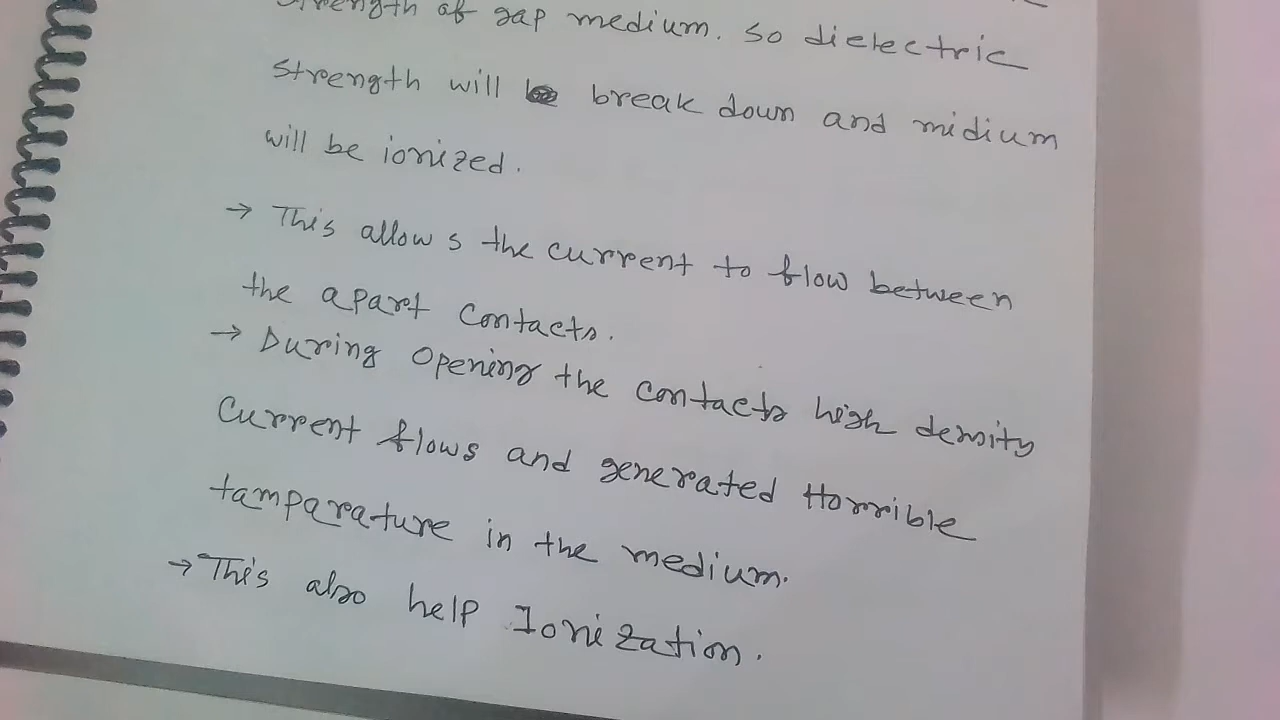 strength of gap medium. so dielectric
strength will break down and midium
will be ionized.
→ This allows the current to flow between
the apart contacts.
→ During opening the contacts high density
current flows and generated Horrible
tamparature in the medium.
→ This also help Ionization.